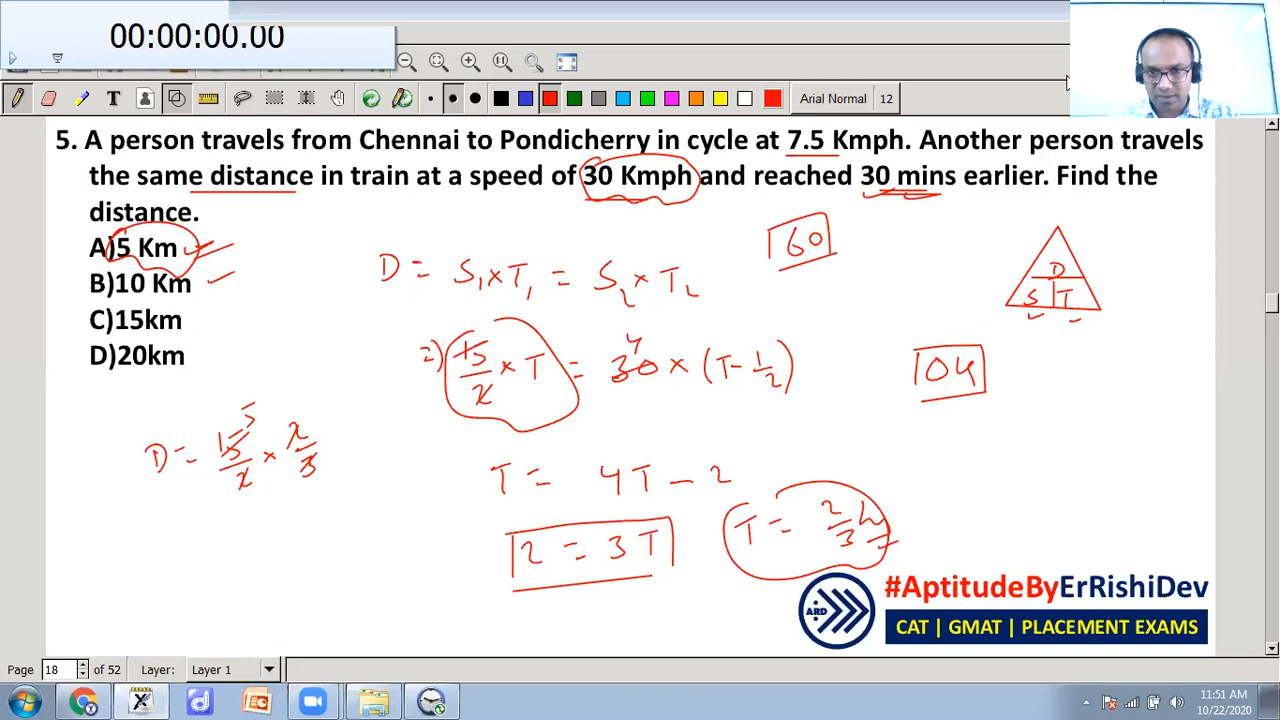 00:00:00.00
Arial Normal 12
5. A person travels from Chennai to Pondicherry in cycle at 7.5 Kmph. Another person travels
the same distance in train at a speed of 30 Kmph and reached 30 mins earlier. Find the
distance.
A)5 Km
B)10 Km
C)15km
D)20km
60
D = S₁×T₁ = S₂×T₂
D
S T
=) 15/2 × T = 30 4 × (T - 1/2)
04
D = 15/2 5 × 2/3
T = 4T - 2
2 = 3T
T = 2/3 h
#AptitudeByErRishiDev
ARD
CAT | GMAT | PLACEMENT EXAMS
Page 18 of 52 Layer: Layer 1
11:51 AM
10/22/2020